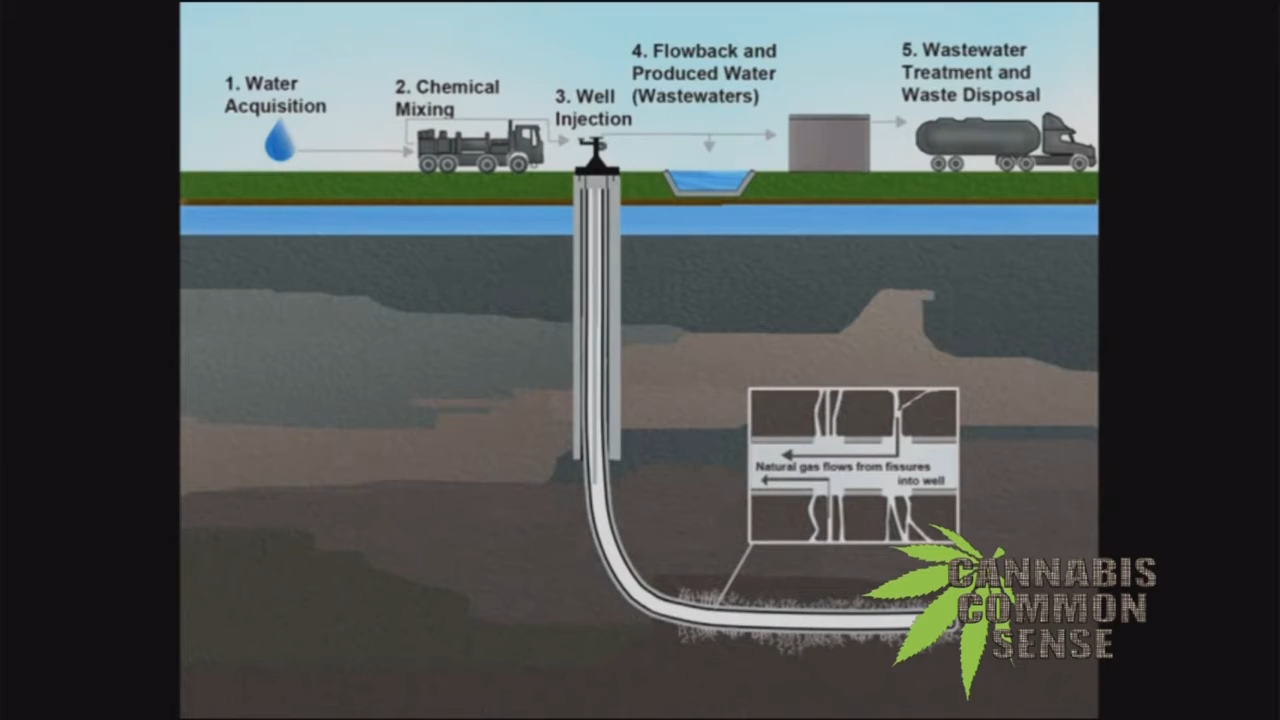 1. Water
Acquisition
2. Chemical
Mixing
3. Well
Injection
4. Flowback and
Produced Water
(Wastewaters)
5. Wastewater
Treatment and
Waste Disposal
Natural gas flows from fissures
into well
CANNABIS
COMMON
SENSE